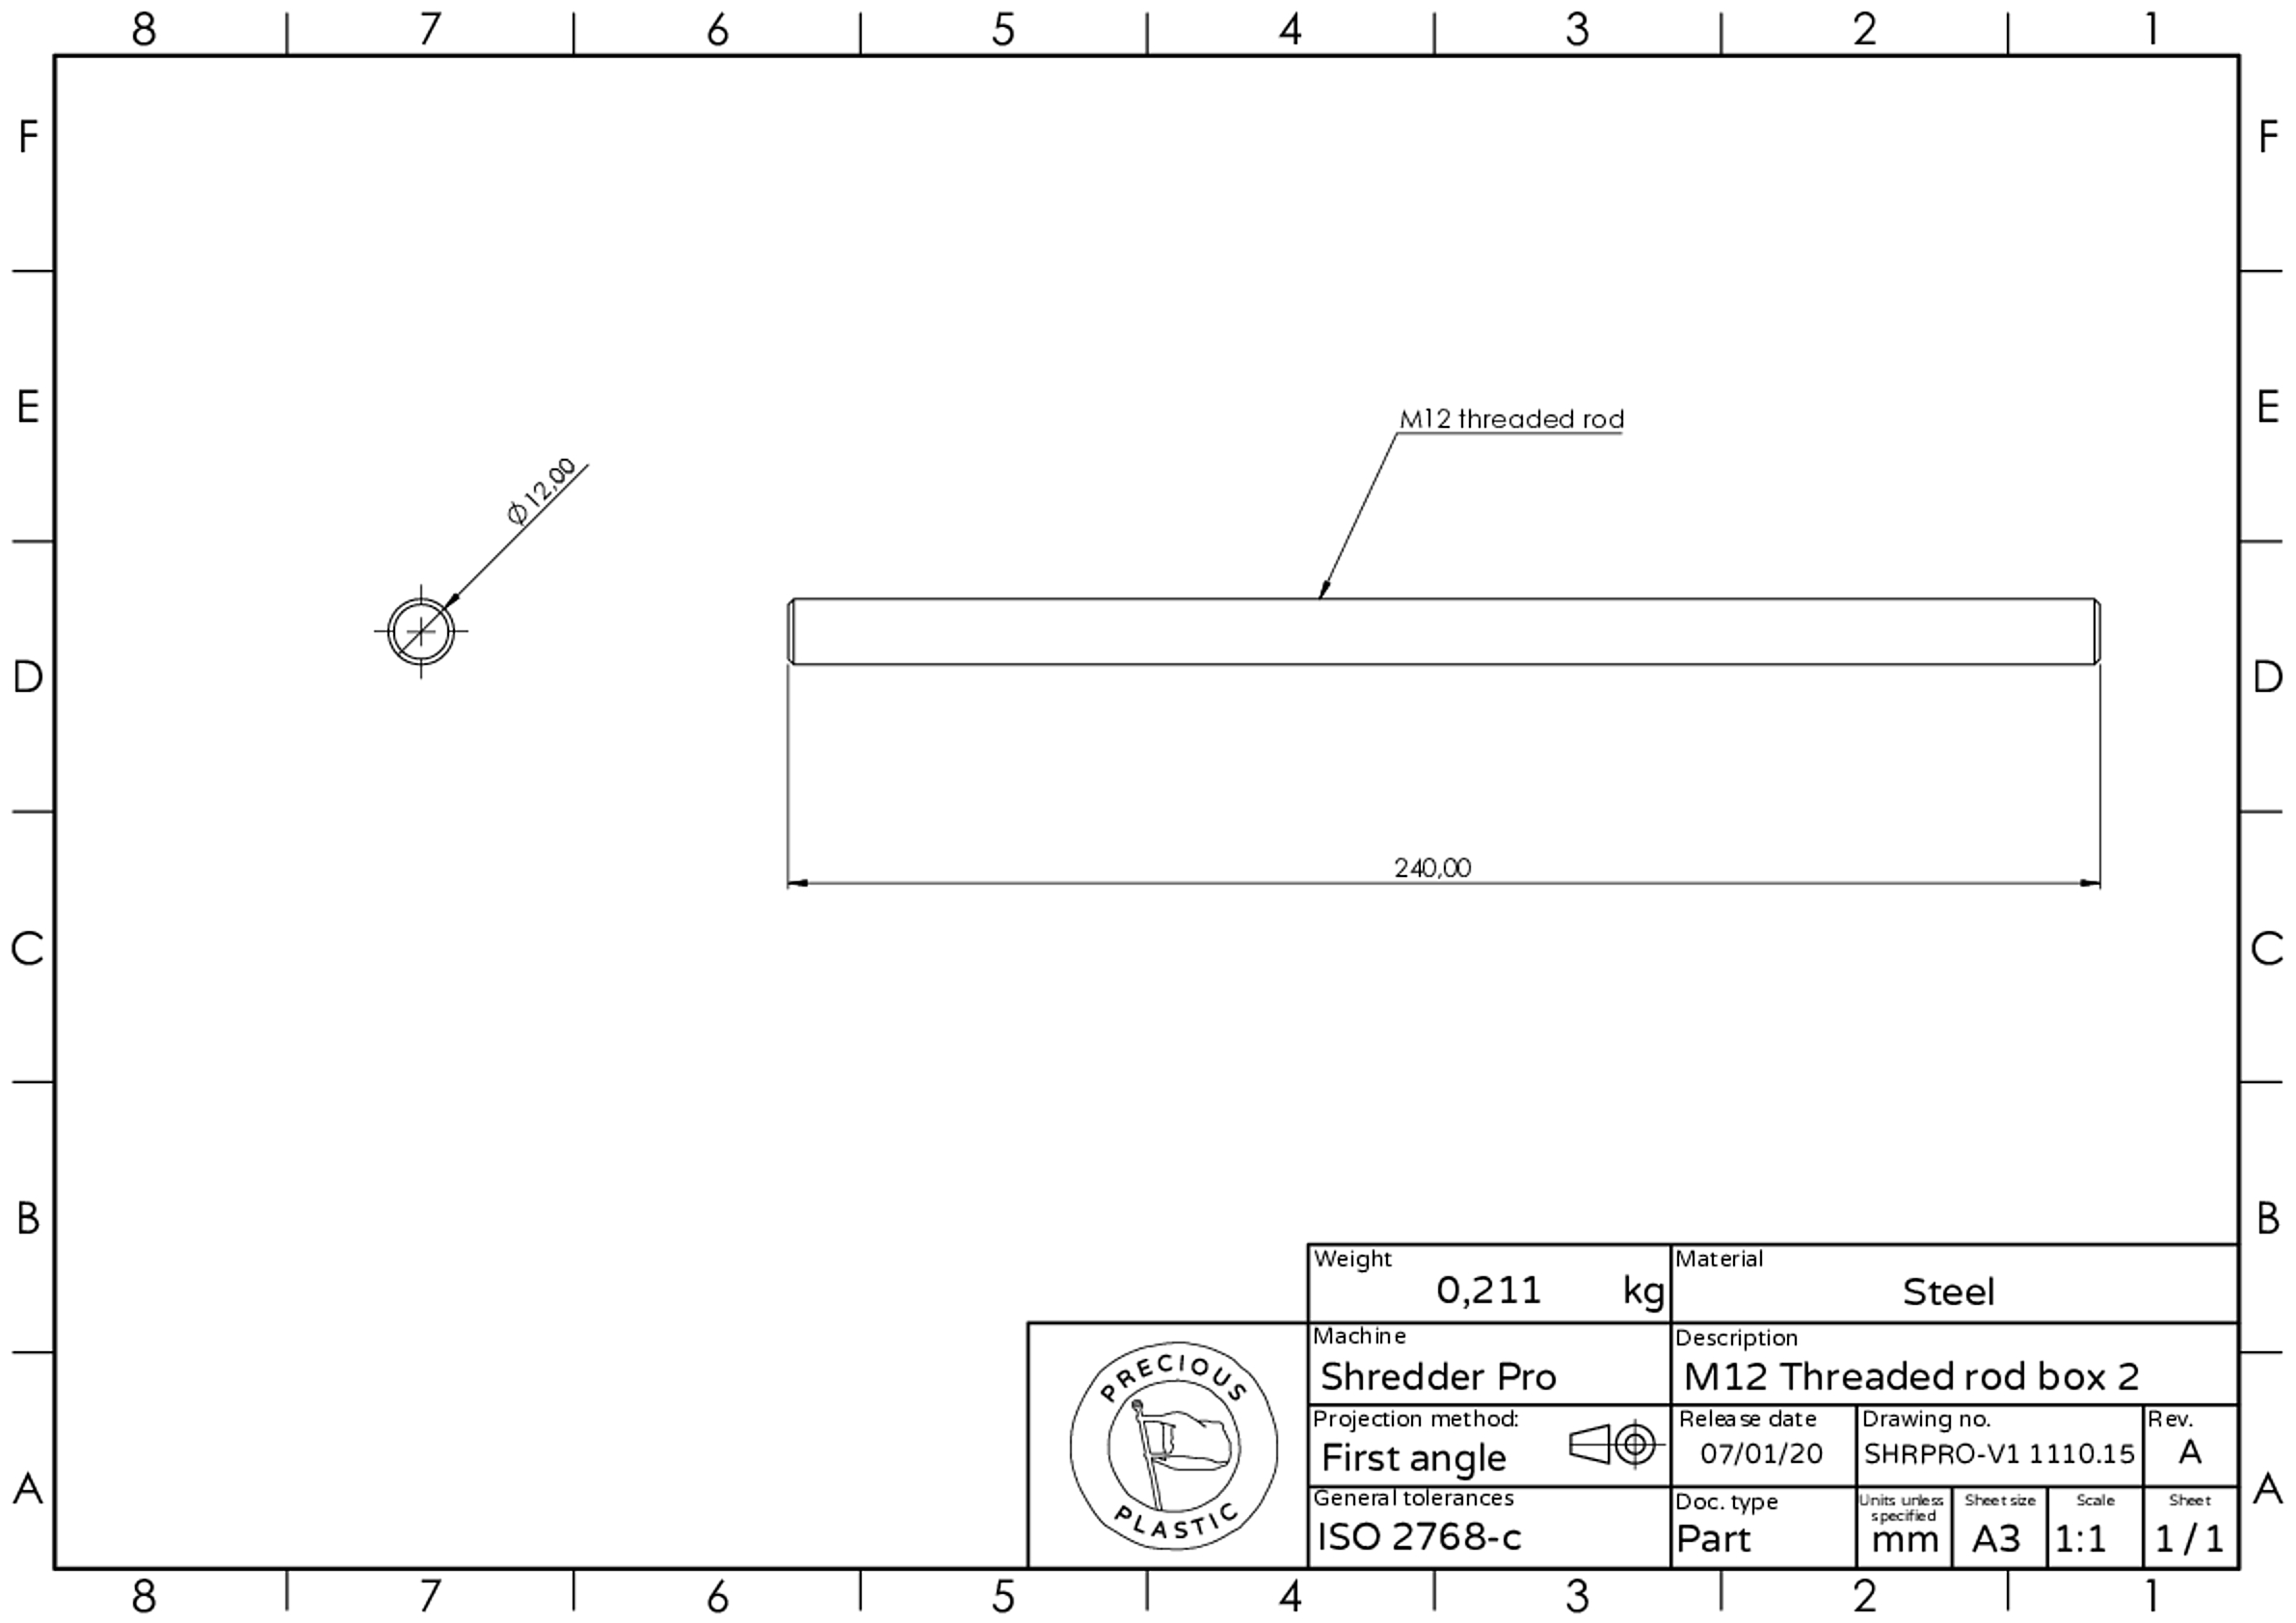 8 7 6 5 4 3 2 1
F F
E E
M12 threaded rod
Φ12,00
D D
240,00
C C
B B
Weight
0,211 kg
Material
Steel
Machine
Shredder Pro
Description
M12 Threaded rod box 2
PRECIOUS
PLASTIC
Projection method:
First angle
Release date
07/01/20
Drawing no.
SHRPRO-V1 1110.15
Rev.
A
A A
General tolerances
ISO 2768-c
Doc. type
Part
Units unless
specified
mm
Sheet size
A3
Scale
1:1
Sheet
1 / 1
8 7 6 5 4 3 2 1